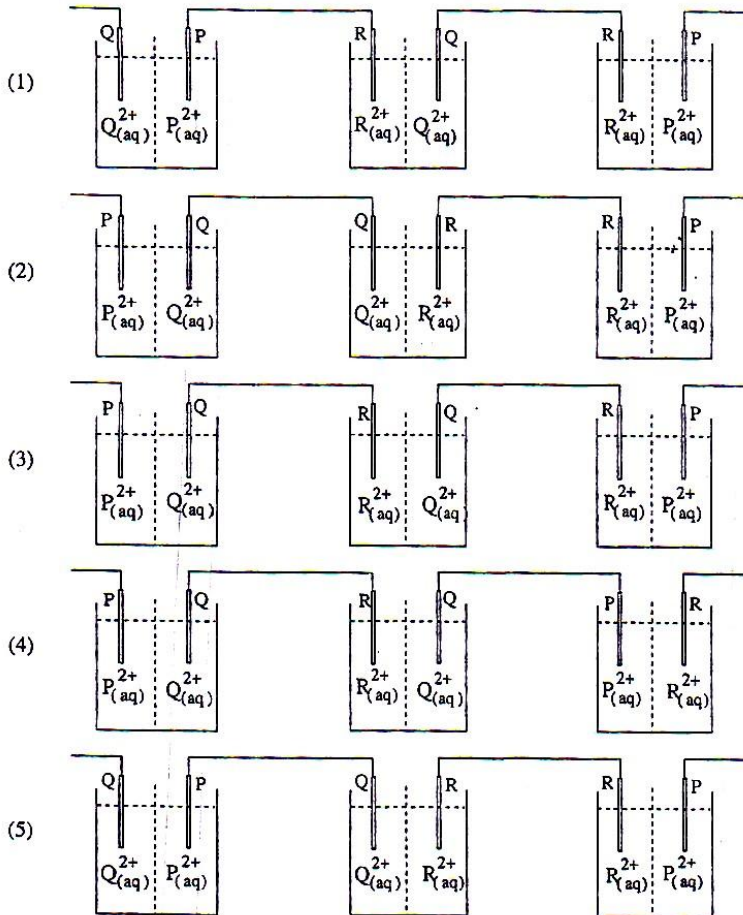 Q P R Q R P
(1)
Q²⁺(aq) P²⁺(aq) R²⁺(aq) Q²⁺(aq) R²⁺(aq) P²⁺(aq)
P Q Q R R P
(2)
P²⁺(aq) Q²⁺(aq) Q²⁺(aq) R²⁺(aq) R²⁺(aq) P²⁺(aq)
P Q R Q R P
(3)
P²⁺(aq) Q²⁺(aq) R²⁺(aq) Q²⁺(aq) R²⁺(aq) P²⁺(aq)
P Q R Q P R
(4)
P²⁺(aq) Q²⁺(aq) R²⁺(aq) Q²⁺(aq) P²⁺(aq) R²⁺(aq)
Q P Q R R P
(5)
Q²⁺(aq) P²⁺(aq) Q²⁺(aq) R²⁺(aq) R²⁺(aq) P²⁺(aq)